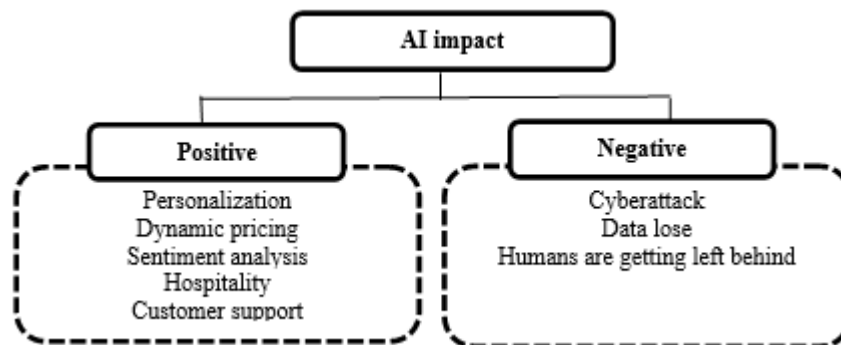 AI impact
Positive
Negative
Personalization
Dynamic pricing
Sentiment analysis
Hospitality
Customer support
Cyberattack
Data lose
Humans are getting left behind